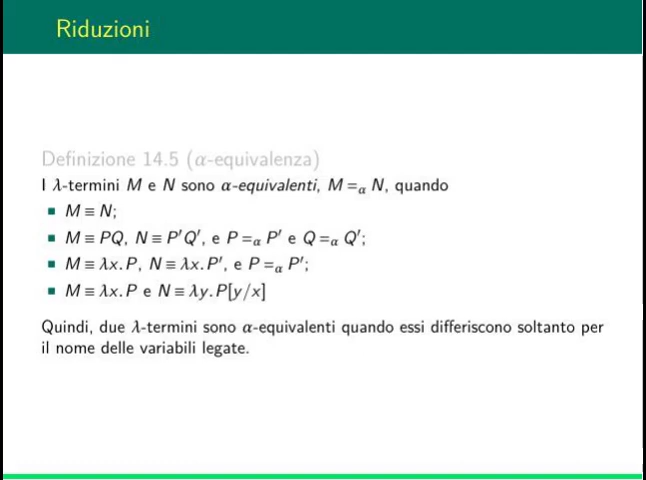 Riduzioni
Definizione 14.5 (α-equivalenza)
I λ-termini M e N sono α-equivalenti, M =α N, quando
▪ M ≡ N;
▪ M ≡ PQ, N ≡ P′Q′, e P =α P′ e Q =α Q′;
▪ M ≡ λx.P, N ≡ λx.P′, e P =α P′;
▪ M ≡ λx.P e N ≡ λy.P[y/x]
Quindi, due λ-termini sono α-equivalenti quando essi differiscono soltanto per
il nome delle variabili legate.